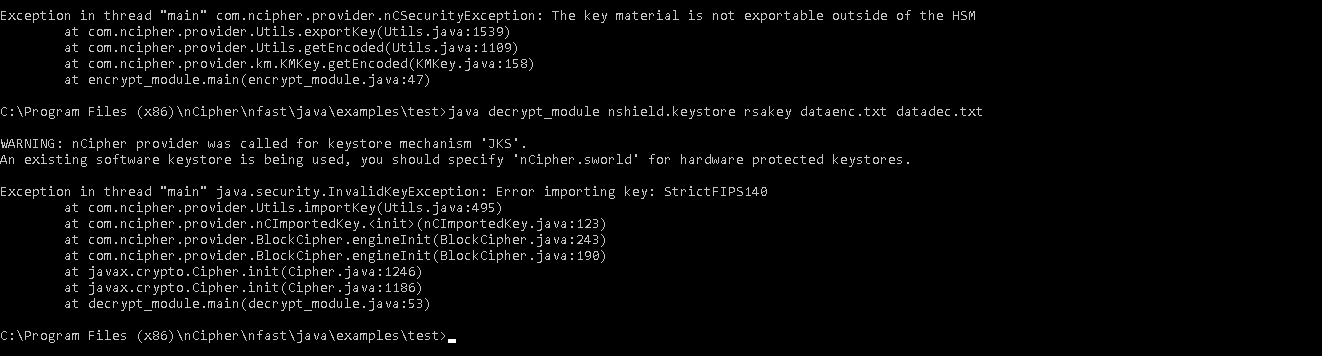 Exception in thread "main" com.ncipher.provider.nCSecurityException: The key material is not exportable outside of the HSM
at com.ncipher.provider.Utils.exportKey(Utils.java:1539)
at com.ncipher.provider.Utils.getEncoded(Utils.java:1109)
at com.ncipher.provider.km.KMKey.getEncoded(KMKey.java:158)
at encrypt_module.main(encrypt_module.java:47)
C:\Program Files (x86)\nCipher\nfast\java\examples\test>java decrypt_module nshield.keystore rsakey dataenc.txt datadec.txt
WARNING: nCipher provider was called for keystore mechanism 'JKS'.
An existing software keystore is being used, you should specify 'nCipher.sworld' for hardware protected keystores.
Exception in thread "main" java.security.InvalidKeyException: Error importing key: StrictFIPS140
at com.ncipher.provider.Utils.importKey(Utils.java:495)
at com.ncipher.provider.nCImportedKey.<init>(nCImportedKey.java:123)
at com.ncipher.provider.BlockCipher.engineInit(BlockCipher.java:243)
at com.ncipher.provider.BlockCipher.engineInit(BlockCipher.java:190)
at javax.crypto.Cipher.init(Cipher.java:1246)
at javax.crypto.Cipher.init(Cipher.java:1186)
at decrypt_module.main(decrypt_module.java:53)
C:\Program Files (x86)\nCipher\nfast\java\examples\test>